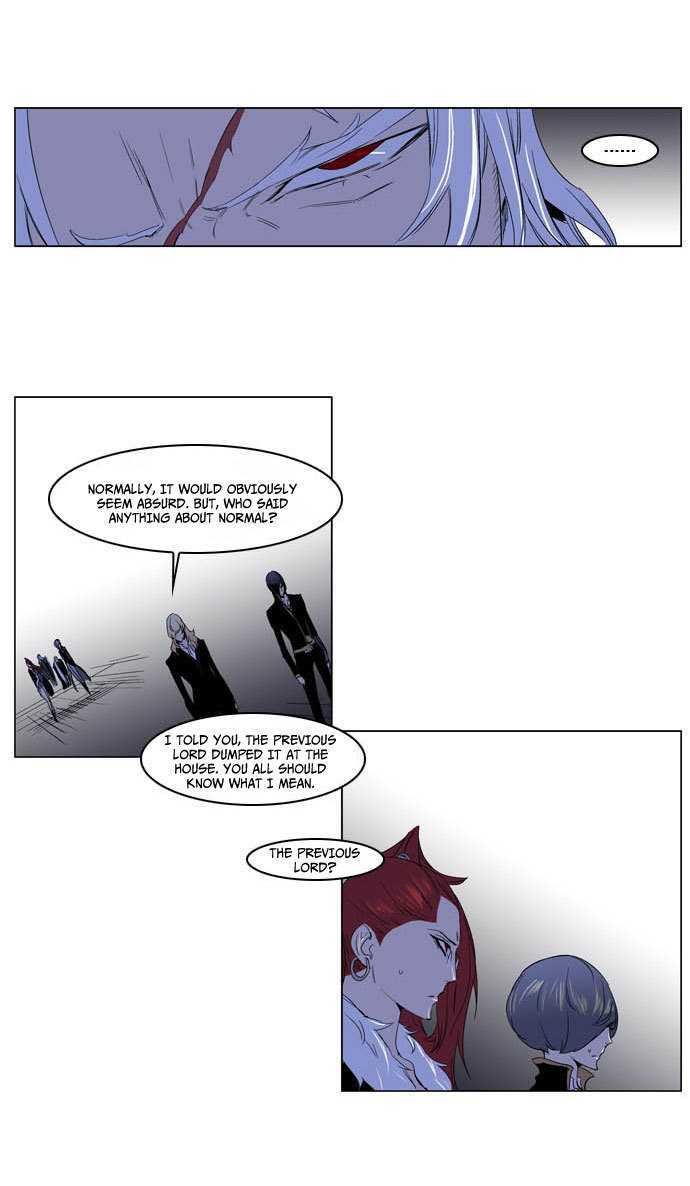 ------
NORMALLY, IT WOULD OBVIOUSLY
SEEM ABSURD. BUT, WHO SAID
ANYTHING ABOUT NORMAL?
I TOLD YOU, THE PREVIOUS
LORD DUMPED IT AT THE
HOUSE. YOU ALL SHOULD
KNOW WHAT I MEAN.
THE PREVIOUS
LORD?